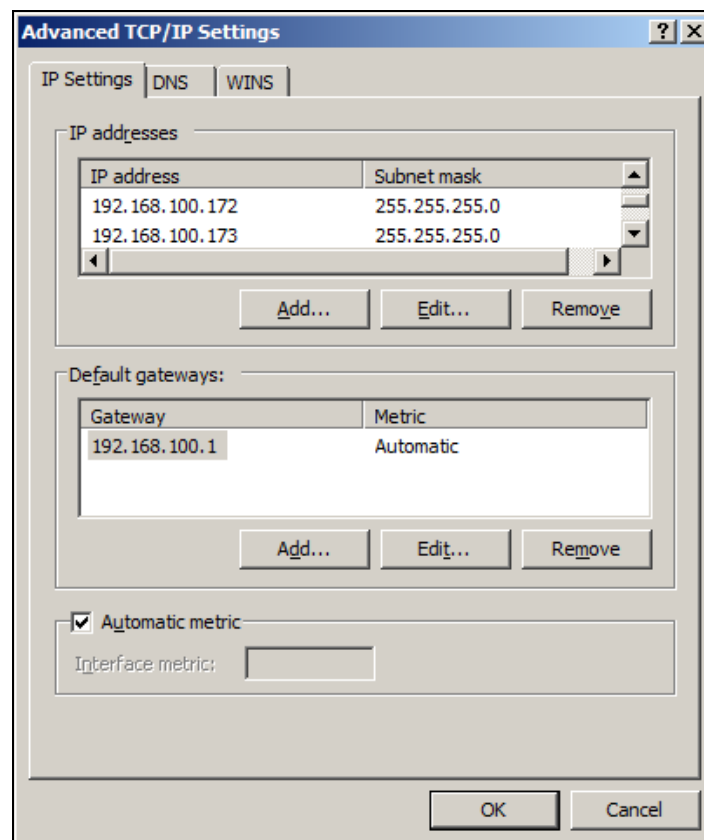 Advanced TCP/IP Settings
IP Settings DNS WINS
IP addresses
IP address Subnet mask
192.168.100.172 255.255.255.0
192.168.100.173 255.255.255.0
Add... Edit... Remove
Default gateways:
Gateway Metric
192.168.100.1 Automatic
Add... Edit... Remove
Automatic metric
Interface metric:
OK Cancel